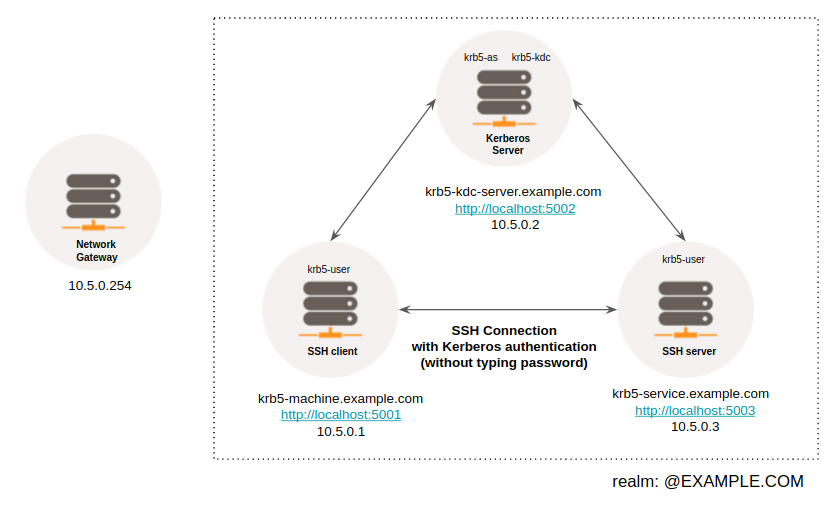 krb5-as krb5-kdc
Kerberos
Server
krb5-kdc-server.example.com
http://localhost:5002
10.5.0.2
Network
Gateway
10.5.0.254
krb5-user
SSH client
krb5-machine.example.com
http://localhost:5001
10.5.0.1
SSH Connection
with Kerberos authentication
(without typing password)
krb5-user
SSH server
krb5-service.example.com
http://localhost:5003
10.5.0.3
realm: @EXAMPLE.COM